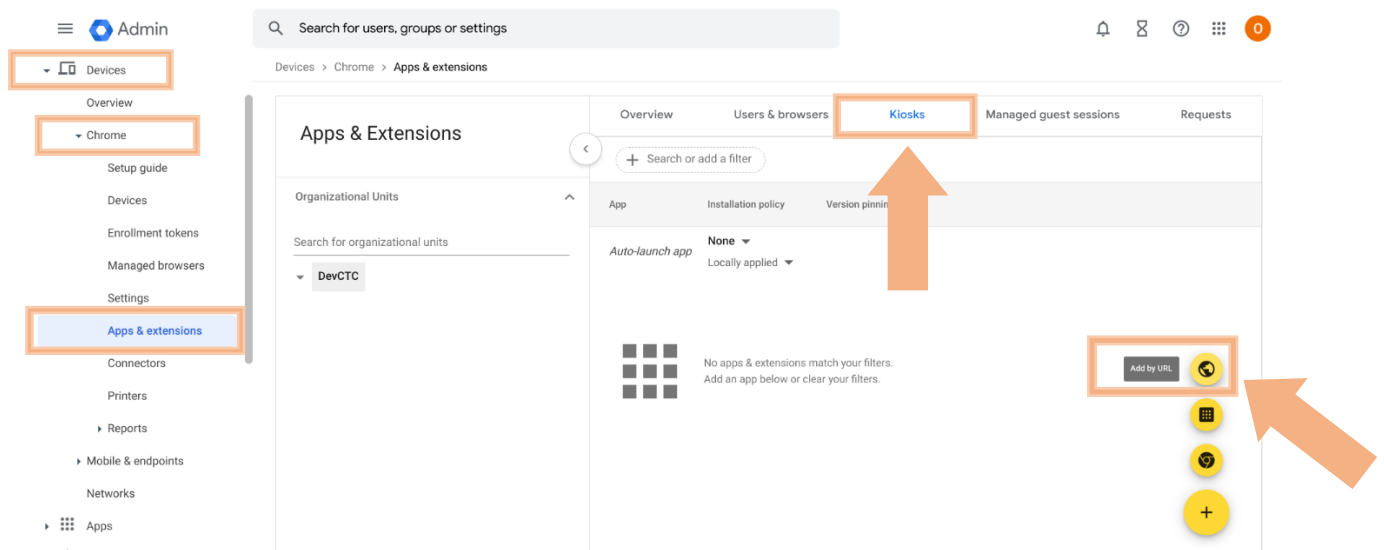 Admin
Search for users, groups or settings
O
Devices
Devices > Chrome > Apps & extensions
Overview
Chrome
Setup guide
Devices
Enrollment tokens
Managed browsers
Settings
Apps & extensions
Connectors
Printers
Reports
Mobile & endpoints
Networks
Apps
Apps & Extensions
Organizational Units
Search for organizational units
DevCTC
Overview Users & browsers Kiosks Managed guest sessions Requests
+ Search or add a filter
App Installation policy Version
Auto-launch app
None
Locally applied
No apps & extensions match your filters.
Add an app below or clear your filters.
Add by URL
+